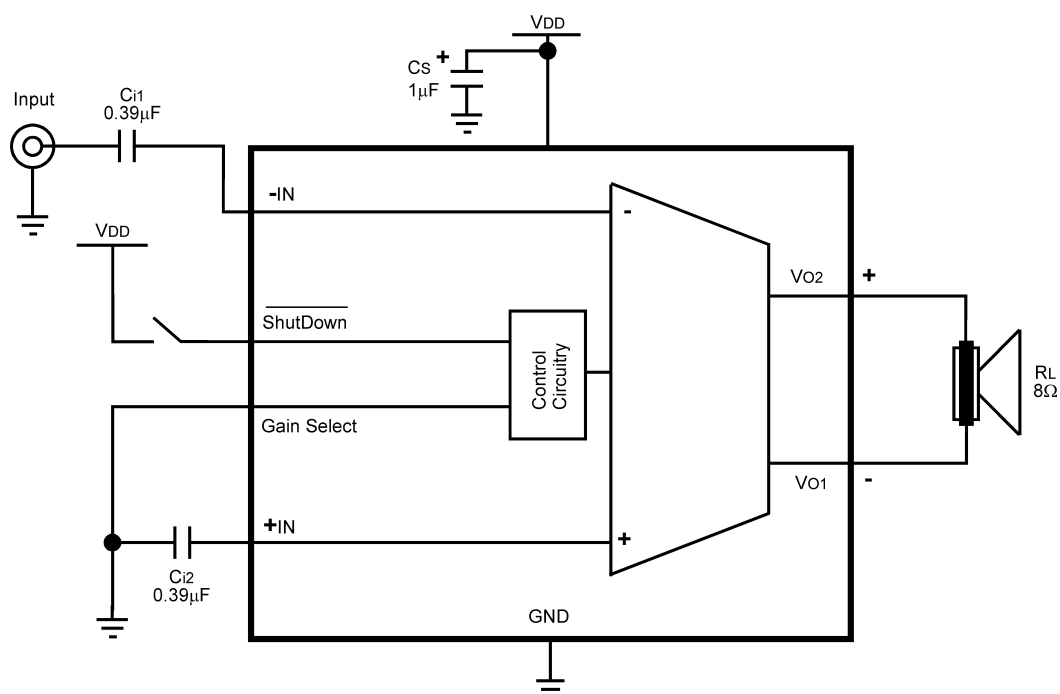 VDD
CS +
1µF
Input
Ci1
0.39µF
-IN
-
VDD
VO2
+
ShutDown
Control
Circuitry
RL
8Ω
Gain Select
VO1
-
+IN
+
Ci2
0.39µF
GND